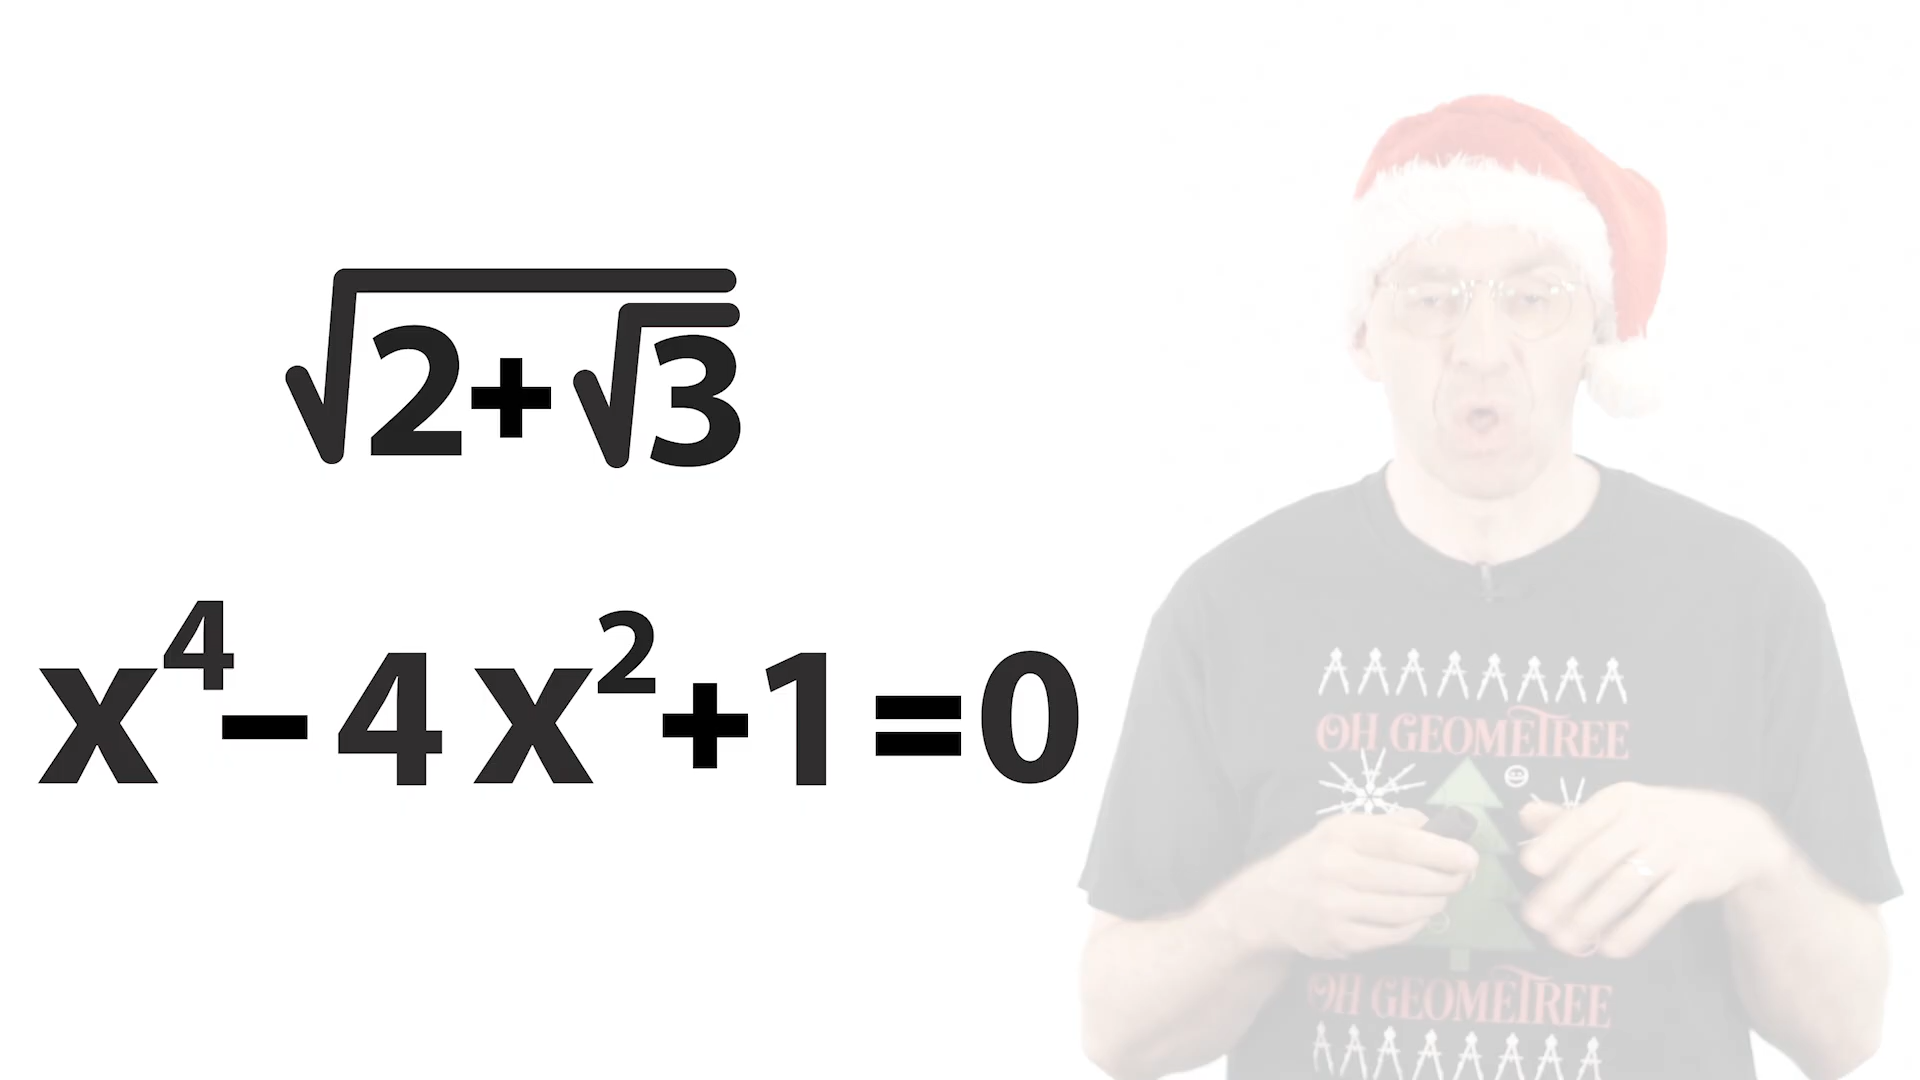 √2+√3
x⁴−4x²+1=0
OH GEOMETREE
OH GEOMETREE